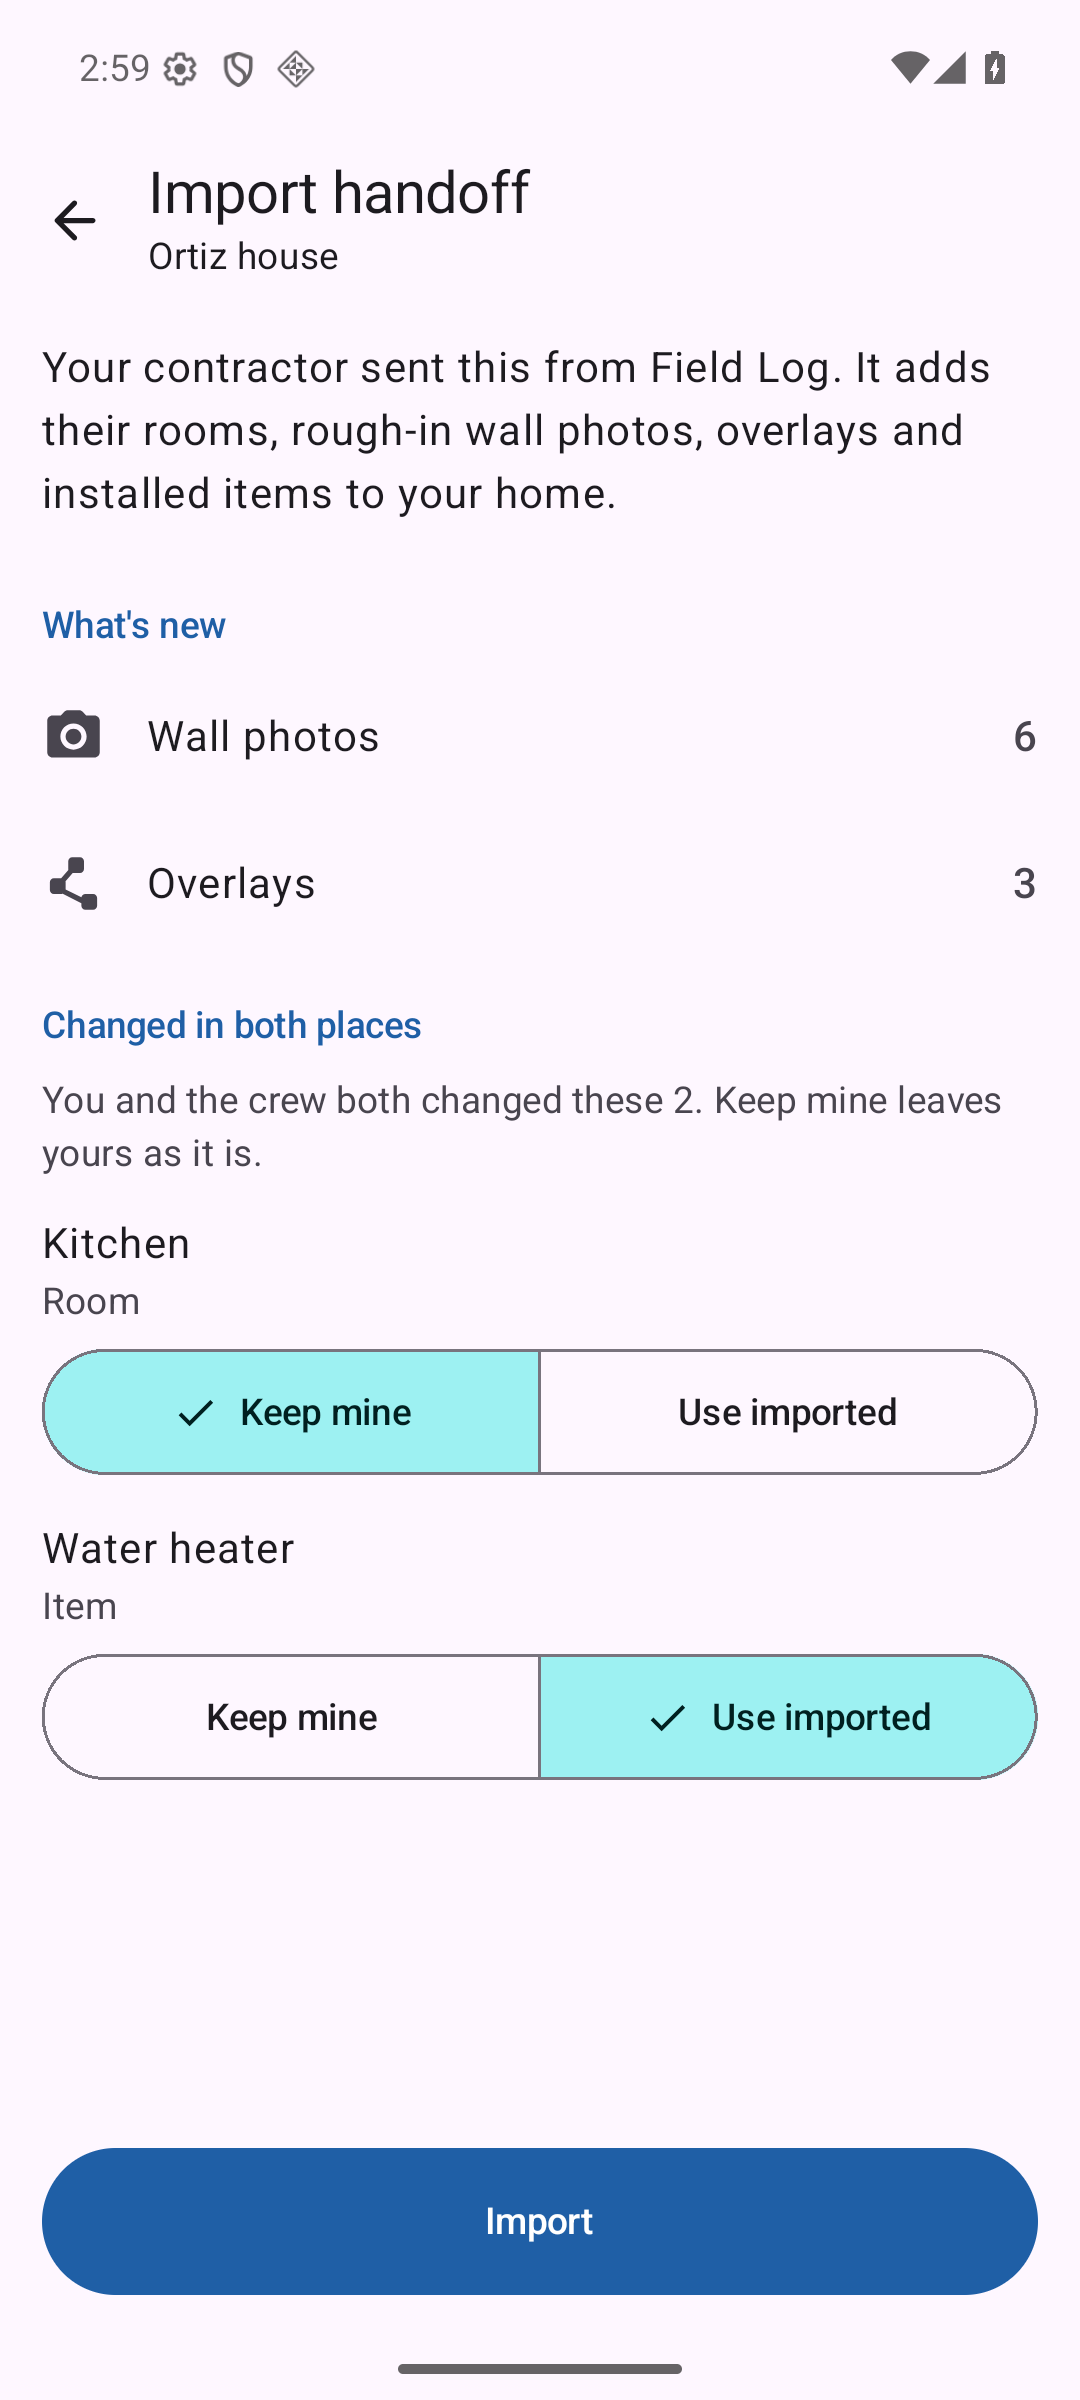 2:59
Import handoff
Ortiz house
Your contractor sent this from Field Log. It adds
their rooms, rough-in wall photos, overlays and
installed items to your home.
What's new
Wall photos 6
Overlays 3
Changed in both places
You and the crew both changed these 2. Keep mine leaves
yours as it is.
Kitchen
Room
Keep mine Use imported
Water heater
Item
Keep mine Use imported
Import